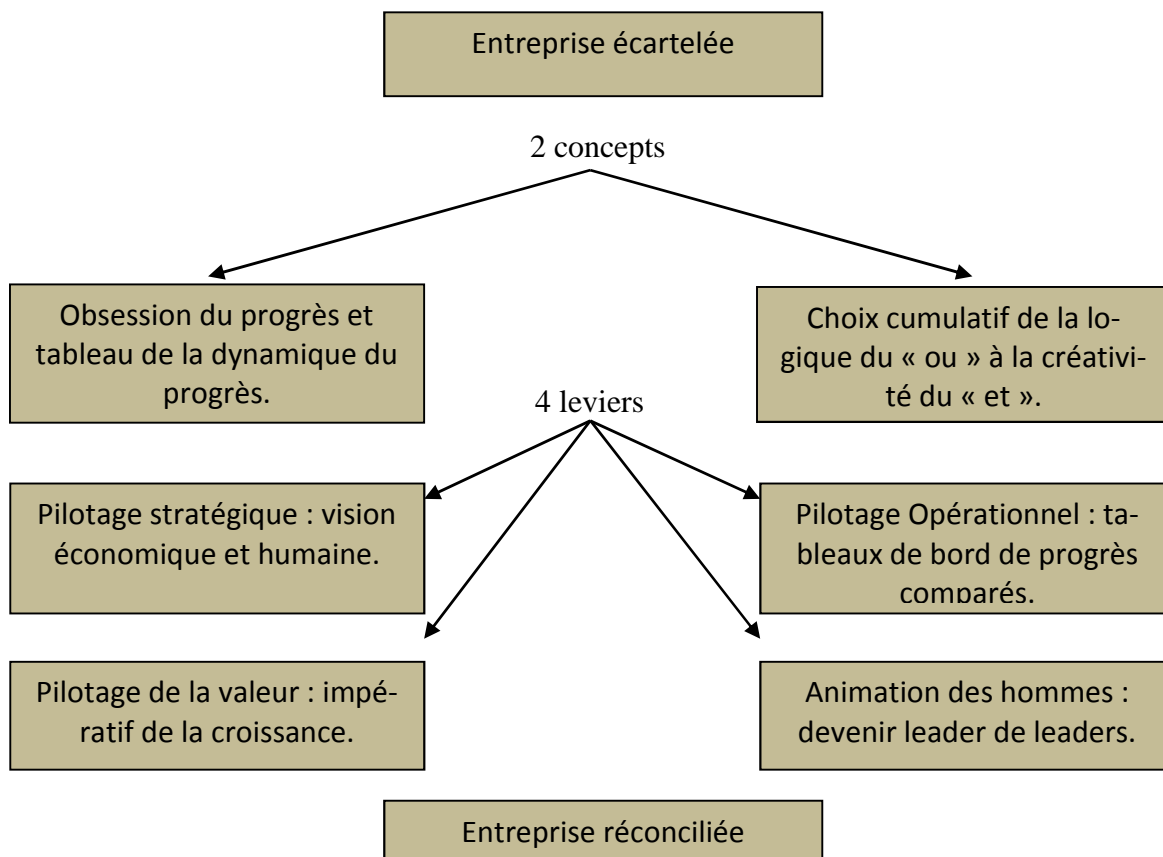 Entreprise écartelée
2 concepts
Obsession du progrès et
tableau de la dynamique du
progrès.
Choix cumulatif de la lo-
gique du « ou » à la créativi-
té du « et ».
4 leviers
Pilotage stratégique : vision
économique et humaine.
Pilotage Opérationnel : ta-
bleaux de bord de progrès
comparés.
Pilotage de la valeur : impé-
ratif de la croissance.
Animation des hommes :
devenir leader de leaders.
Entreprise réconciliée